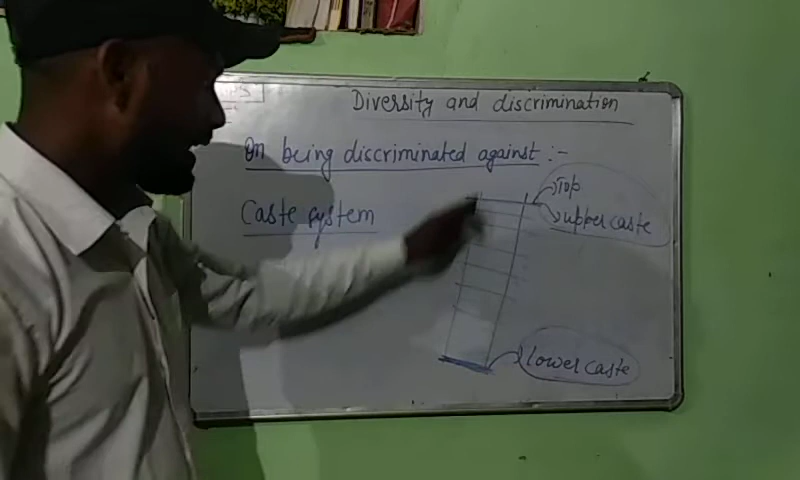 Diversity and discrimination
On being discriminated against :-
Caste system
Top
upper caste
Lower caste